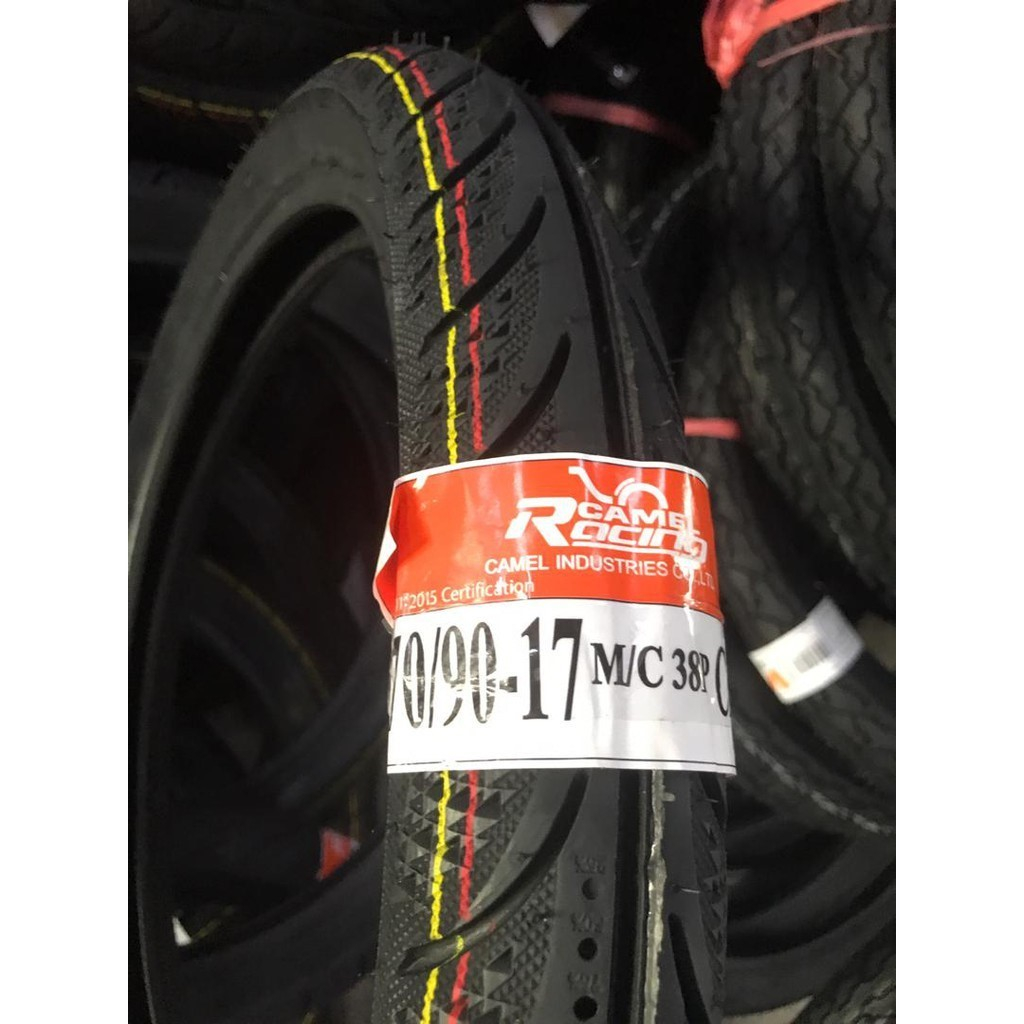 CAMEL
Racing
CAMEL INDUSTRIES CO., LTD
2015 Certification
70/90-17 M/C 38P